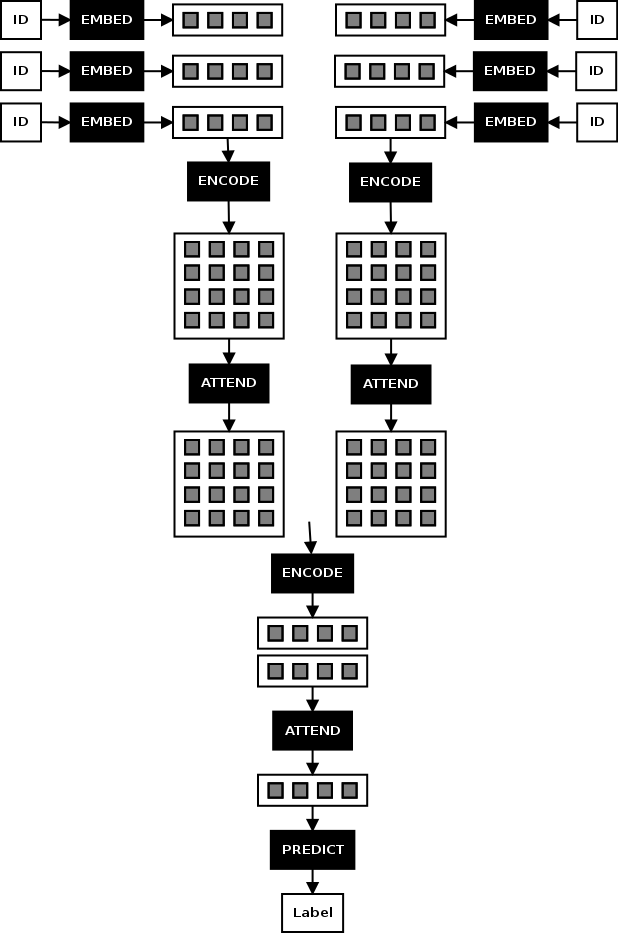 ID EMBED EMBED ID
ID EMBED EMBED ID
ID EMBED EMBED ID
ENCODE ENCODE
ATTEND ATTEND
ENCODE
ATTEND
PREDICT
Label